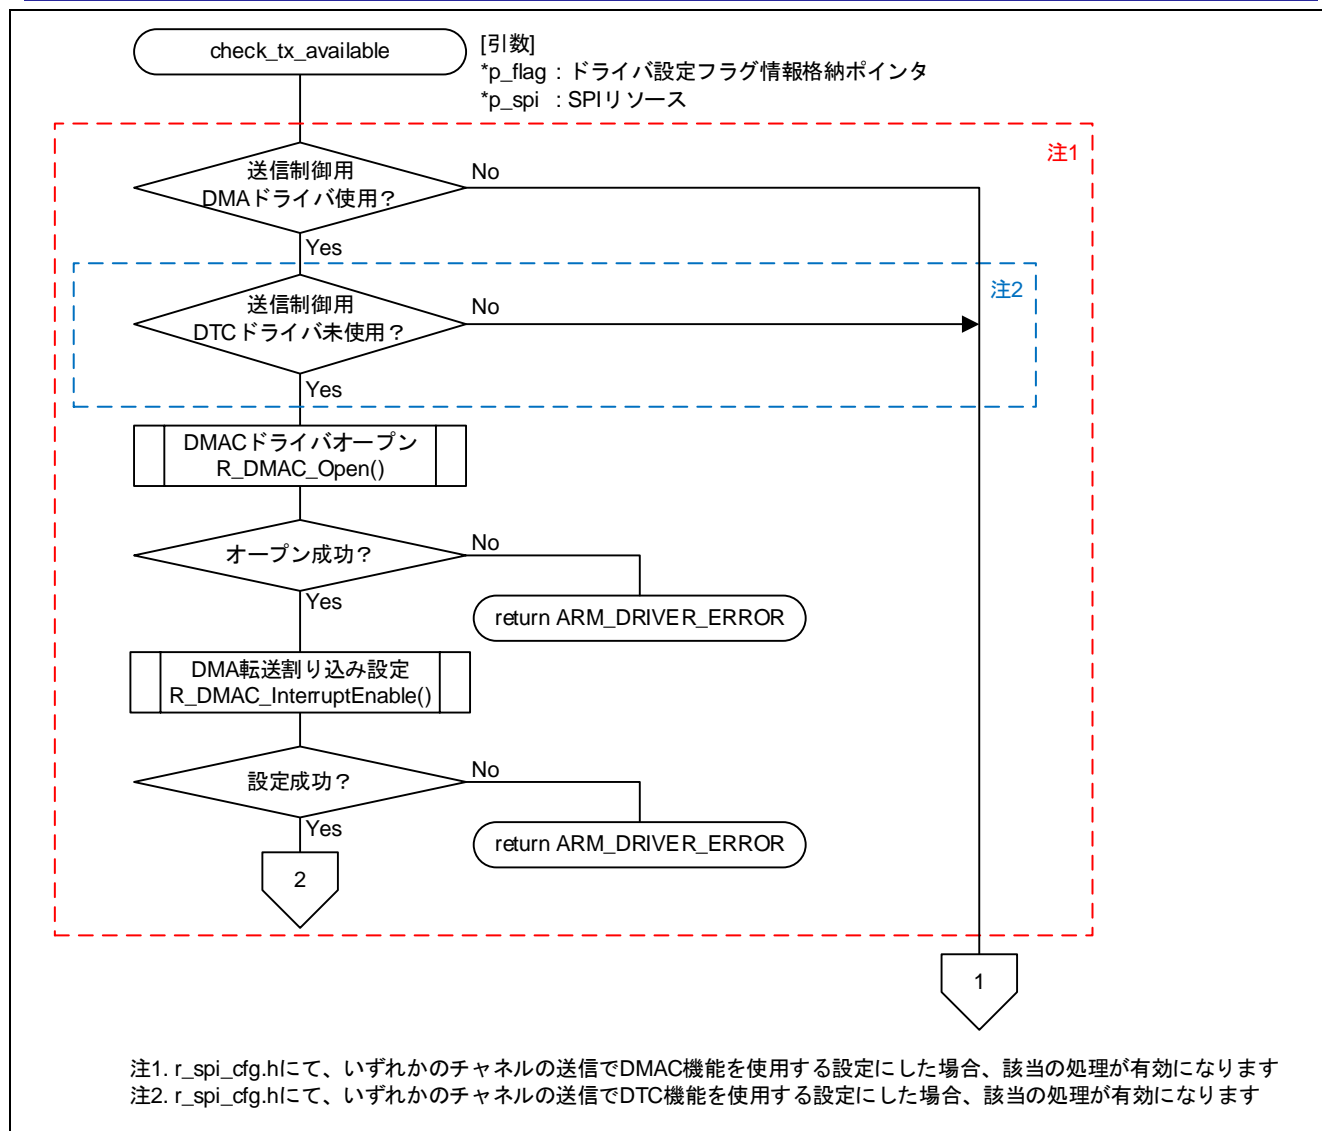 check_tx_available
[引数]
*p_flag : ドライバ設定フラグ情報格納ポインタ
*p_spi : SPIリソース
注1
送信制御用
DMAドライバ使用？
No
Yes
注2
送信制御用
DTCドライバ未使用？
No
Yes
DMACドライバオープン
R_DMAC_Open()
オープン成功？
No
Yes
return ARM_DRIVER_ERROR
DMA転送割り込み設定
R_DMAC_InterruptEnable()
設定成功？
No
Yes
return ARM_DRIVER_ERROR
2
1
注1. r_spi_cfg.hにて、いずれかのチャネルの送信でDMAC機能を使用する設定にした場合、該当の処理が有効になります
注2. r_spi_cfg.hにて、いずれかのチャネルの送信でDTC機能を使用する設定にした場合、該当の処理が有効になります